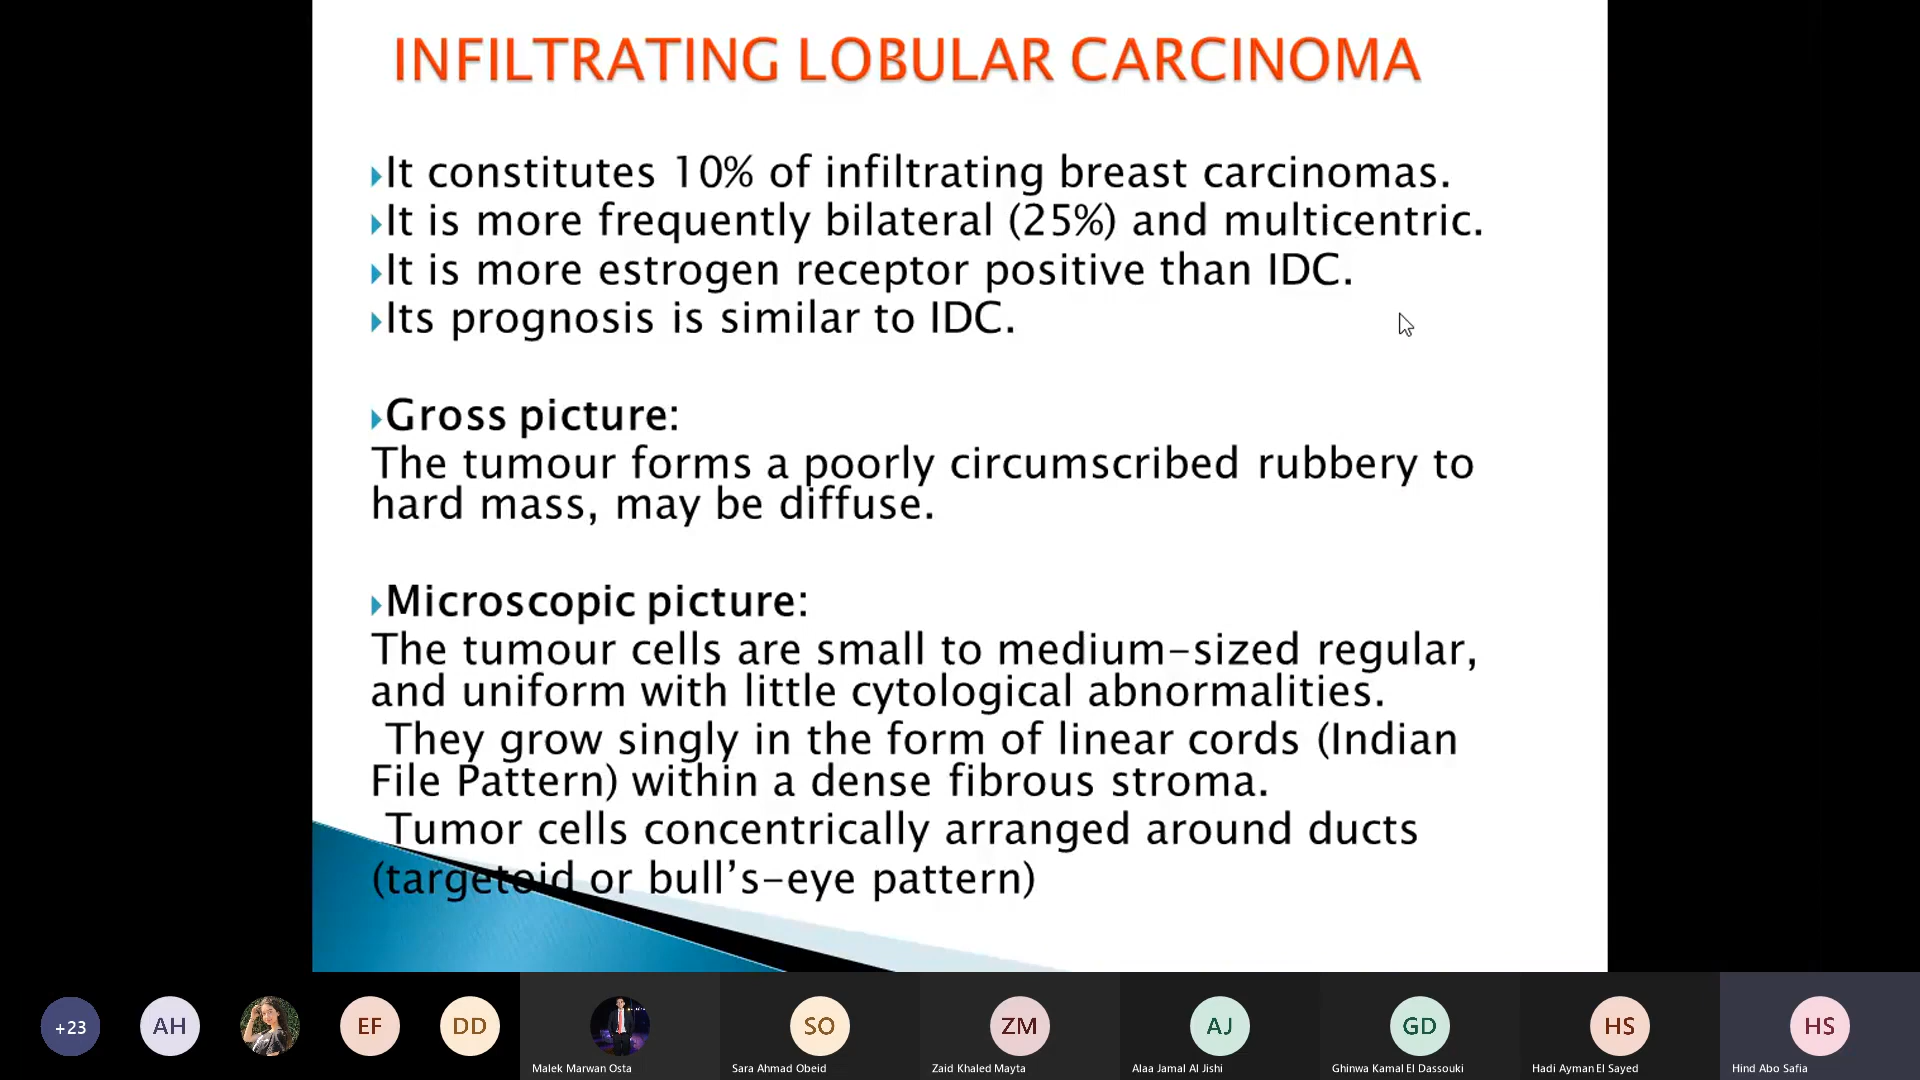 INFILTRATING LOBULAR CARCINOMA
It constitutes 10% of infiltrating breast carcinomas.
It is more frequently bilateral (25%) and multicentric.
It is more estrogen receptor positive than IDC.
Its prognosis is similar to IDC.
Gross picture:
The tumour forms a poorly circumscribed rubbery to
hard mass, may be diffuse.
Microscopic picture:
The tumour cells are small to medium-sized regular,
and uniform with little cytological abnormalities.
They grow singly in the form of linear cords (Indian
File Pattern) within a dense fibrous stroma.
Tumor cells concentrically arranged around ducts
(targetoid or bull’s-eye pattern)
+23 AH EF DD SO ZM AJ GD HS HS
Malek Marwan Osta Sara Ahmad Obeid Zaid Khaled Mayta Alaa Jamal Al Jishi Ghinwa Kamal El Dassouki Hadi Ayman El Sayed Hind Abo Safia